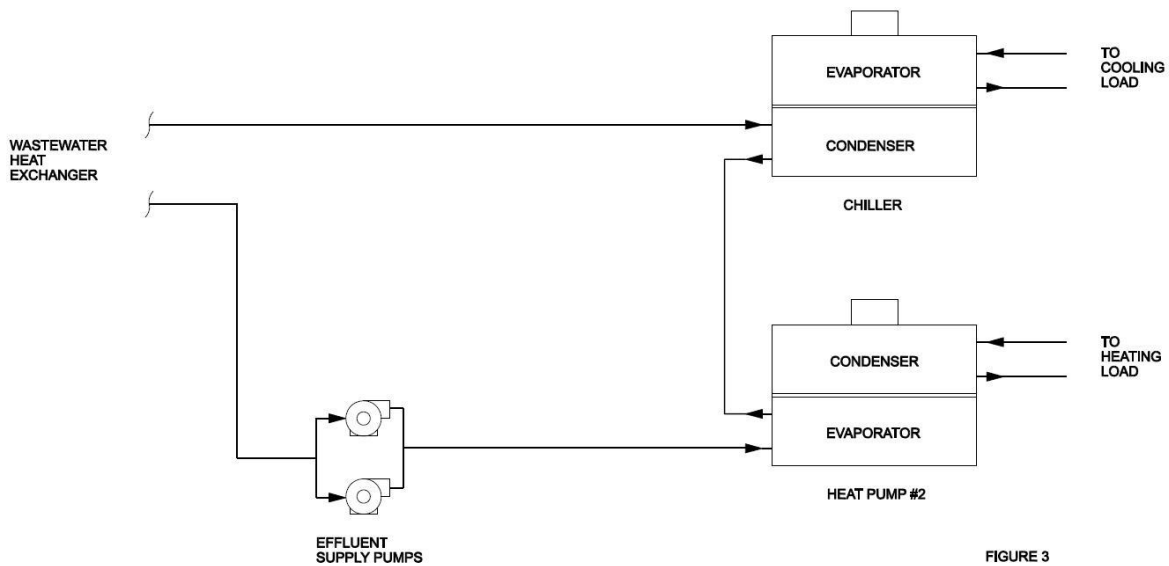 EVAPORATOR
TO
COOLING
LOAD
WASTEWATER
HEAT
EXCHANGER
CONDENSER
CHILLER
CONDENSER
TO
HEATING
LOAD
EVAPORATOR
HEAT PUMP #2
EFFLUENT
SUPPLY PUMPS
FIGURE 3